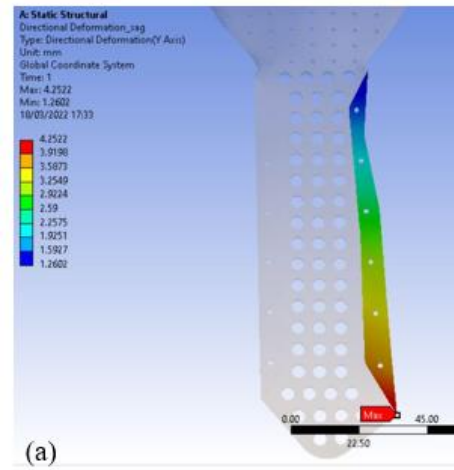 A: Static Structural
Directional Deformation_sag
Type: Directional Deformation(Y Axis)
Unit: mm
Global Coordinate System
Time: 1
Max: 4.2522
Min: 1.2602
18/03/2022 17:33
4.2522
3.9198
3.5873
3.2549
2.9224
2.59
2.2575
1.9251
1.5927
1.2602
Max
0.00
45.00
22.50
(a)